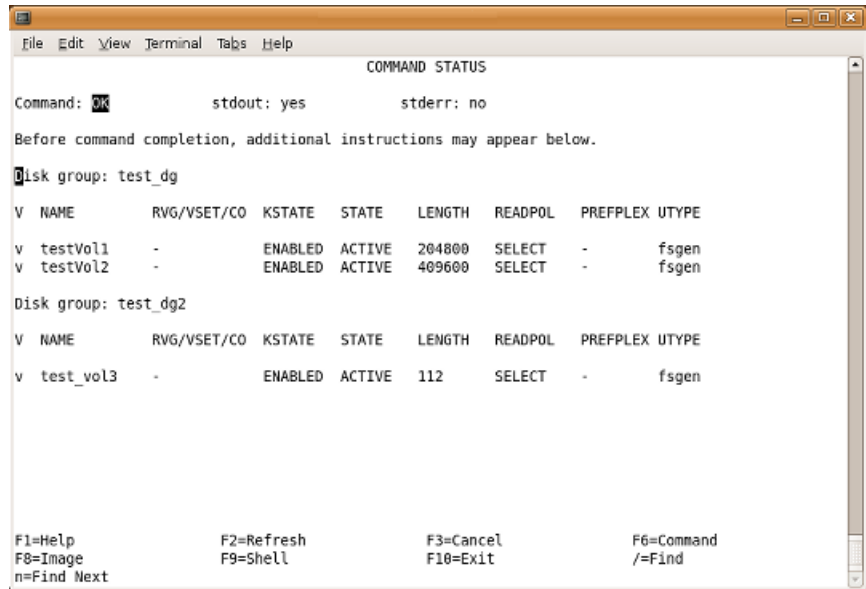 File Edit View Terminal Tabs Help
COMMAND STATUS
Command: OK stdout: yes stderr: no
Before command completion, additional instructions may appear below.
Disk group: test_dg
V NAME RVG/VSET/CO KSTATE STATE LENGTH READPOL PREFPLEX UTYPE
v testVol1 - ENABLED ACTIVE 204800 SELECT - fsgen
v testVol2 - ENABLED ACTIVE 409600 SELECT - fsgen
Disk group: test_dg2
V NAME RVG/VSET/CO KSTATE STATE LENGTH READPOL PREFPLEX UTYPE
v test_vol3 - ENABLED ACTIVE 112 SELECT - fsgen
F1=Help F2=Refresh F3=Cancel F6=Command
F8=Image F9=Shell F10=Exit /=Find
n=Find Next